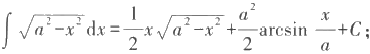 ∫ √(a²−x²) dx = 1/2 x√(a²−x²) + a²/2 arcsin x/a + C;